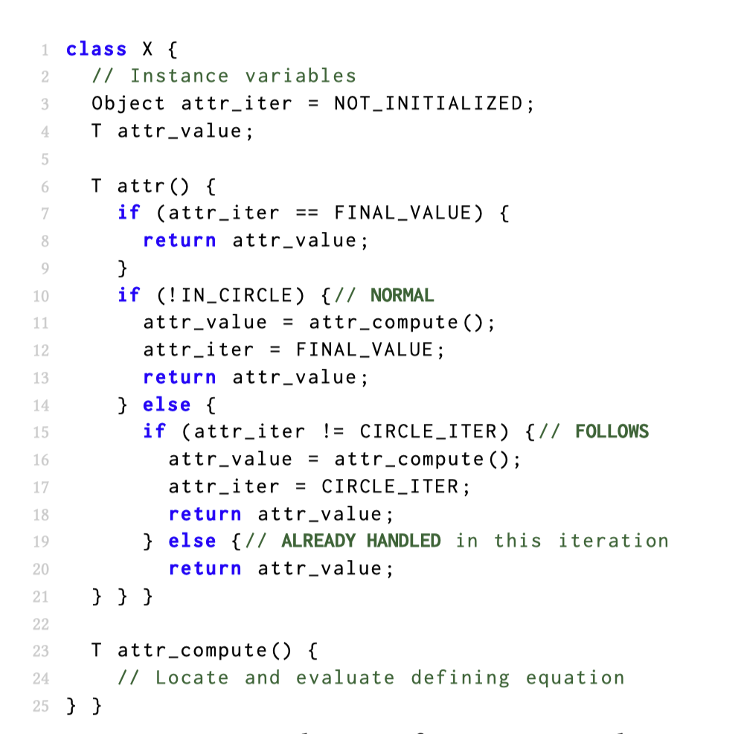 1 class X {
2 // Instance variables
3 Object attr_iter = NOT_INITIALIZED;
4 T attr_value;
5
6 T attr() {
7 if (attr_iter == FINAL_VALUE) {
8 return attr_value;
9 }
10 if (!IN_CIRCLE) {// NORMAL
11 attr_value = attr_compute();
12 attr_iter = FINAL_VALUE;
13 return attr_value;
14 } else {
15 if (attr_iter != CIRCLE_ITER) {// FOLLOWS
16 attr_value = attr_compute();
17 attr_iter = CIRCLE_ITER;
18 return attr_value;
19 } else {// ALREADY HANDLED in this iteration
20 return attr_value;
21 } } }
22
23 T attr_compute() {
24 // Locate and evaluate defining equation
25 } }